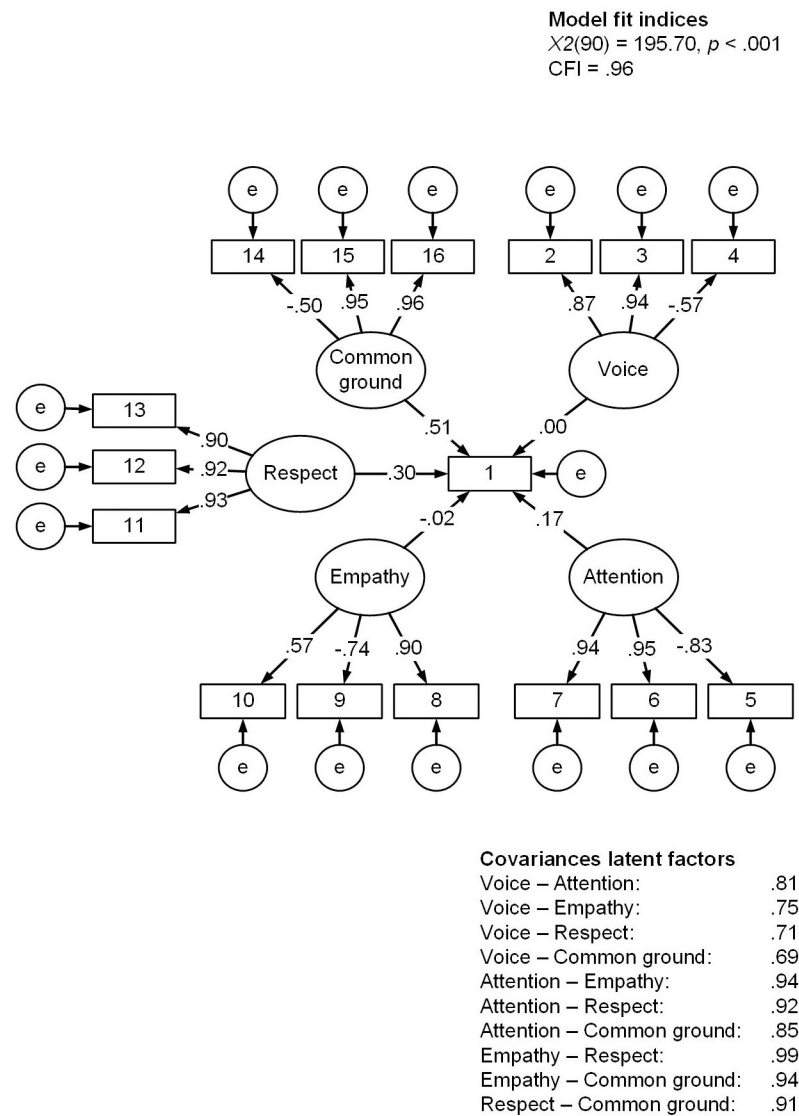 Model fit indices
X2(90) = 195.70, p < .001
CFI = .96
e e e e e e
14 15 16 2 3 4
-.50 .95 .96 .87 .94 -.57
Common
ground
Voice
e 13
.51 .00
.90
e 12 .92 Respect .30 1 e
.93
e 11
-.02 .17
Empathy Attention
.57 -.74 .90 .94 .95 -.83
10 9 8 7 6 5
e e e e e e
Covariances latent factors
Voice – Attention: .81
Voice – Empathy: .75
Voice – Respect: .71
Voice – Common ground: .69
Attention – Empathy: .94
Attention – Respect: .92
Attention – Common ground: .85
Empathy – Respect: .99
Empathy – Common ground: .94
Respect – Common ground: .91